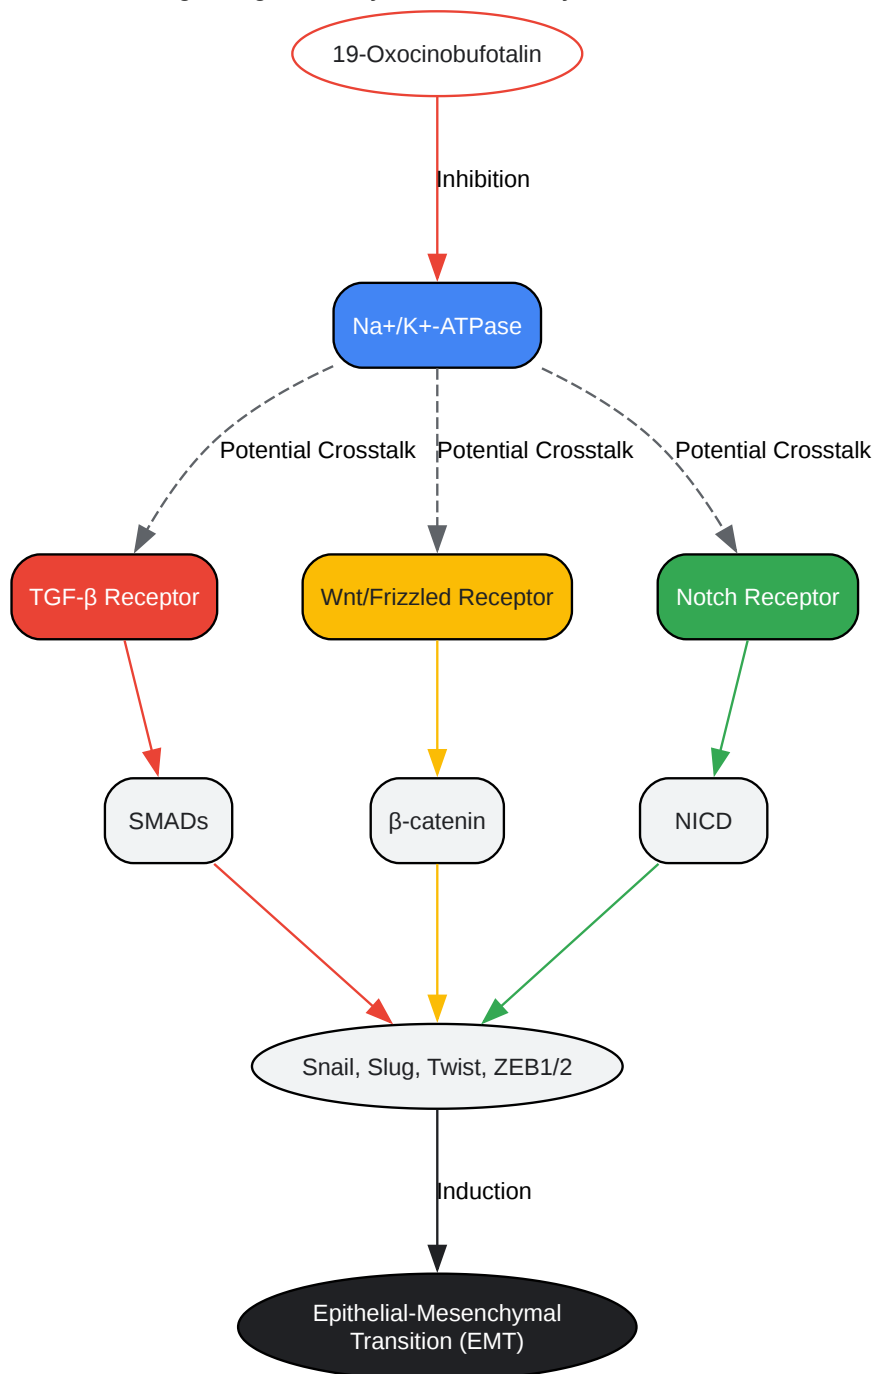 19-Oxocinobufotalin
Inhibition
Na+/K+-ATPase
Potential Crosstalk
Potential Crosstalk
Potential Crosstalk
TGF-β Receptor
Wnt/Frizzled Receptor
Notch Receptor
SMADs
β-catenin
NICD
Snail, Slug, Twist, ZEB1/2
Induction
Epithelial-Mesenchymal
Transition (EMT)